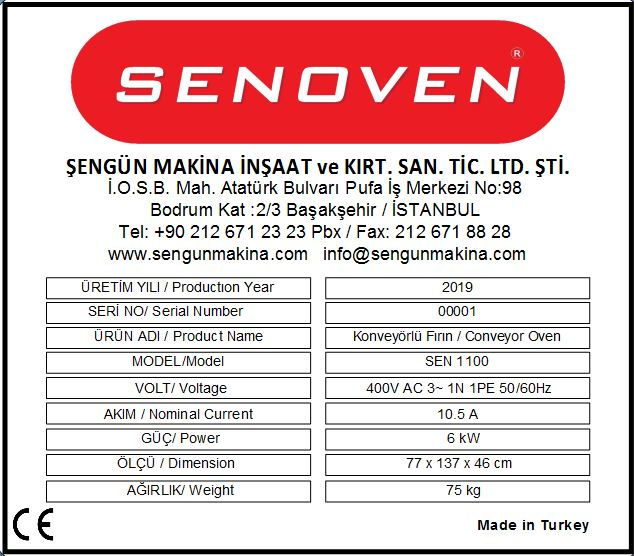 SENOVEN®
ŞENGÜN MAKİNA İNŞAAT ve KIRT. SAN. TİC. LTD. ŞTİ.
İ.O.S.B. Mah. Atatürk Bulvarı Pufa İş Merkezi No:98
Bodrum Kat :2/3 Başakşehir / İSTANBUL
Tel: +90 212 671 23 23 Pbx / Fax: 212 671 88 28
www.sengunmakina.com info@sengunmakina.com
ÜRETİM YILI / Production Year 2019
SERİ NO/ Serial Number 00001
ÜRÜN ADI / Product Name Konveyörlü Fırın / Conveyor Oven
MODEL/Model SEN 1100
VOLT/ Voltage 400V AC 3~ 1N 1PE 50/60Hz
AKIM / Nominal Current 10.5 A
GÜÇ/ Power 6 kW
ÖLÇÜ / Dimension 77 x 137 x 46 cm
AĞIRLIK/ Weight 75 kg
CE Made in Turkey